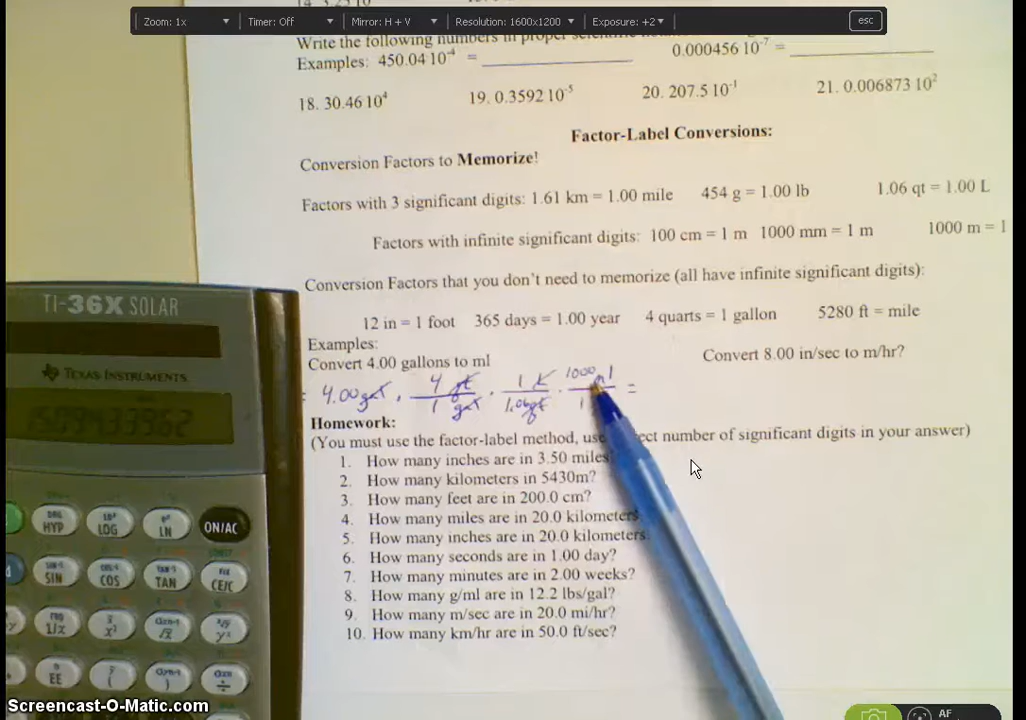 Zoom: 1x Timer: Off Mirror: H + V Resolution: 1600x1200 Exposure: +2 esc
Write the following numbers in proper
Examples: 450.04 10⁻⁴ = ____________ 0.000456 10⁻⁷ = ____________
18. 30.46 10⁴ 19. 0.3592 10⁻⁵ 20. 207.5 10⁻¹ 21. 0.006873 10²
Factor-Label Conversions:
Conversion Factors to Memorize!
Factors with 3 significant digits: 1.61 km = 1.00 mile 454 g = 1.00 lb 1.06 qt = 1.00 L
Factors with infinite significant digits: 100 cm = 1 m 1000 mm = 1 m 1000 m = 1
Conversion Factors that you don't need to memorize (all have infinite significant digits):
12 in = 1 foot 365 days = 1.00 year 4 quarts = 1 gallon 5280 ft = mile
Examples:
Convert 4.00 gallons to ml Convert 8.00 in/sec to m/hr?
4.00 gal · 4 qt / 1 gal · 1 L / 1.06 qt · 1000 ml / 1 =
Homework:
(You must use the factor-label method, use number of significant digits in your answer)
1. How many inches are in 3.50 miles
2. How many kilometers in 5430m?
3. How many feet are in 200.0 cm?
4. How many miles are in 20.0 kilometers
5. How many inches are in 20.0 kilometers
6. How many seconds are in 1.00 day?
7. How many minutes are in 2.00 weeks?
8. How many g/ml are in 12.2 lbs/gal?
9. How many m/sec are in 20.0 mi/hr?
10. How many km/hr are in 50.0 ft/sec?
TI-36X SOLAR
TEXAS INSTRUMENTS
15.09433962
HYP LOG LN ON/AC
SIN COS TAN CE/C
1/x x² √x yˣ
EE ( ) ÷
Screencast-O-Matic.com
AF